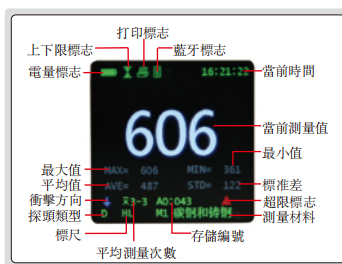 打印標志
上下限標志 藍牙標志
電量標志 16:21:22 當前時間
606 當前測量值
最小值
最大值 MAX= 606 MIN= 361
平均值 AVE= 487 STD= 122 標准差
衝擊方向 x̄3-3 A0:043 超限標志
探頭類型 D HL M1 碳鋼和铸钢 測量材料
標尺 存儲編號
平均測量次數